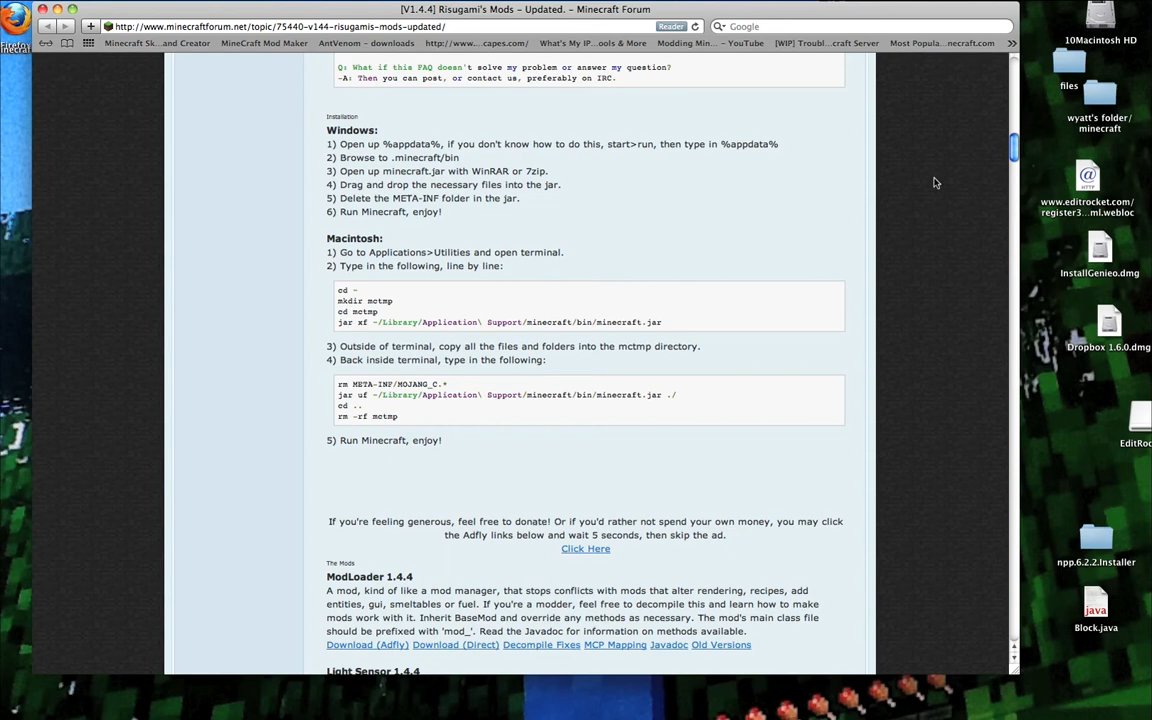 [V1.4.4] Risugami's Mods - Updated. - Minecraft Forum
http://www.minecraftforum.net/topic/75440-v144-risugamis-mods-updated/
Reader
Google
Minecraft Sk...and Creator MineCraft Mod Maker AntVenom - downloads http://www....capes.com/ What's My IP...ools & More Modding Min... - YouTube [WIP] Troubl...craft Server Most Popula...necraft.com
Q: What if this FAQ doesn't solve my problem or answer my question?
-A: Then you can post, or contact us, preferably on IRC.
Installation
Windows:
1) Open up %appdata%, if you don't know how to do this, start>run, then type in %appdata%
2) Browse to .minecraft/bin
3) Open up minecraft.jar with WinRAR or 7zip.
4) Drag and drop the necessary files into the jar.
5) Delete the META-INF folder in the jar.
6) Run Minecraft, enjoy!
Macintosh:
1) Go to Applications>Utilities and open terminal.
2) Type in the following, line by line:
cd ~
mkdir mctmp
cd mctmp
jar xf ~/Library/Application\ Support/minecraft/bin/minecraft.jar
3) Outside of terminal, copy all the files and folders into the mctmp directory.
4) Back inside terminal, type in the following:
rm META-INF/MOJANG_C.*
jar uf ~/Library/Application\ Support/minecraft/bin/minecraft.jar ./
cd ..
rm -rf mctmp
5) Run Minecraft, enjoy!
If you're feeling generous, feel free to donate! Or if you'd rather not spend your own money, you may click
the Adfly links below and wait 5 seconds, then skip the ad.
Click Here
The Mods
ModLoader 1.4.4
A mod, kind of like a mod manager, that stops conflicts with mods that alter rendering, recipes, add
entities, gui, smeltables or fuel. If you're a modder, feel free to decompile this and learn how to make
mods work with it. Inherit BaseMod and override any methods as necessary. The mod's main class file
should be prefixed with 'mod_'. Read the Javadoc for information on methods available.
Download (Adfly) Download (Direct) Decompile Fixes MCP Mapping Javadoc Old Versions
Light Sensor 1.4.4
10Macintosh HD
files
wyatt's folder/
minecraft
HTTP
www.editrocket.com/
register3...ml.webloc
InstallGenieo.dmg
Dropbox 1.6.0.dmg
EditRoc
npp.6.2.2.Installer
java
Block.java